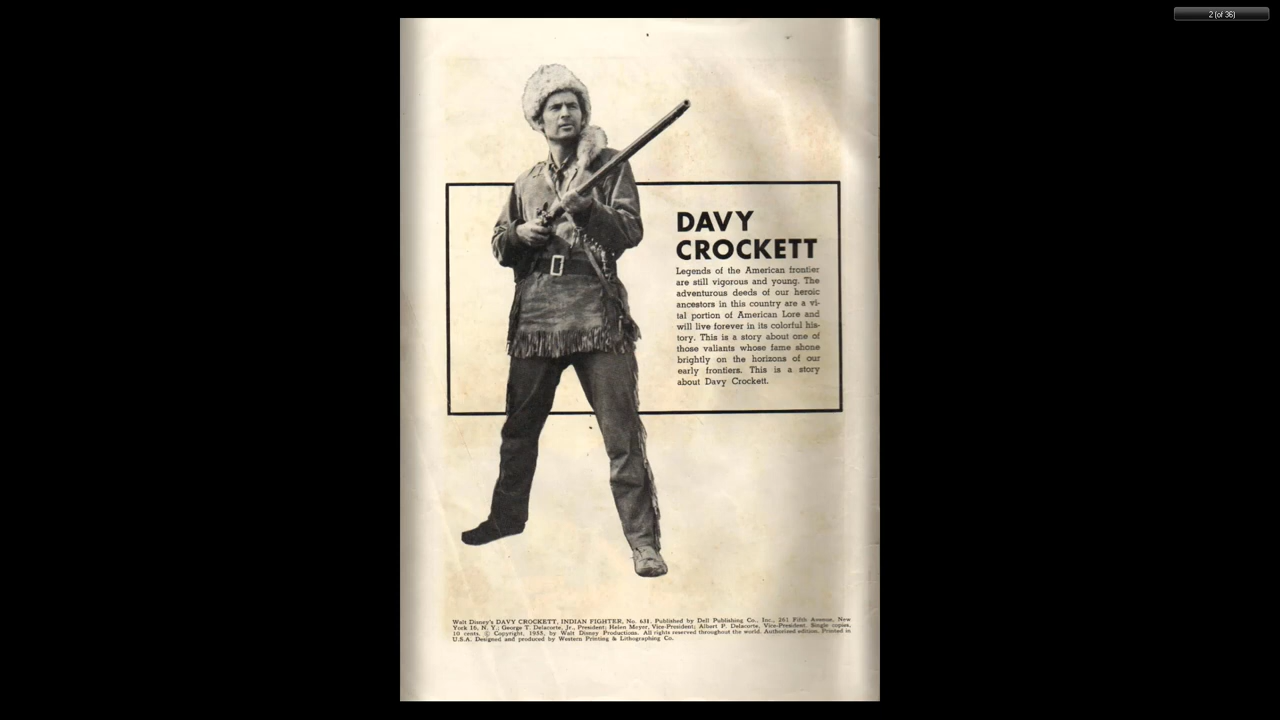 2 (of 36)
DAVY
CROCKETT
Legends of the American frontier
are still vigorous and young. The
adventurous deeds of our heroic
ancestors in this country are a vi-
tal portion of American Lore and
will live forever in its colorful his-
tory. This is a story about one of
those valiants whose fame shone
brightly on the horizons of our
early frontiers. This is a story
about Davy Crockett.
Walt Disney's DAVY CROCKETT, INDIAN FIGHTER, No. 631. Published by Dell Publishing Co., Inc., 261 Fifth Avenue, New
York 16, N. Y.; George T. Delacorte, Jr., President; Helen Meyer, Vice-President; Albert P. Delacorte, Vice-President. Single copies,
10 cents. © Copyright, 1955, by Walt Disney Productions. All rights reserved throughout the world. Authorized edition. Printed in
U.S.A. Designed and produced by Western Printing & Lithographing Co.